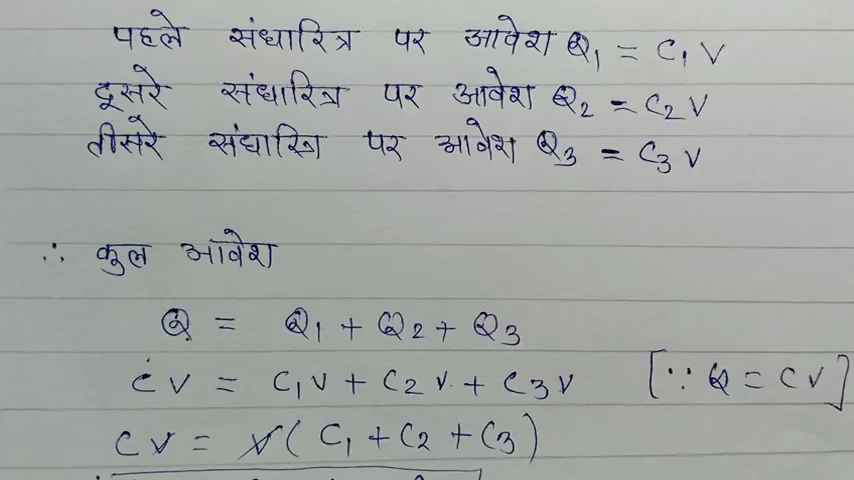 पहले संधारित्र पर आवेश Q₁ = C₁V
दूसरे संधारित्र पर आवेश Q₂ = C₂V
तीसरे संधारित्र पर आवेश Q₃ = C₃V
∴ कुल आवेश
Q = Q₁ + Q₂ + Q₃
CV = C₁V + C₂V + C₃V [∵ Q = CV]
CV = V(C₁ + C₂ + C₃)